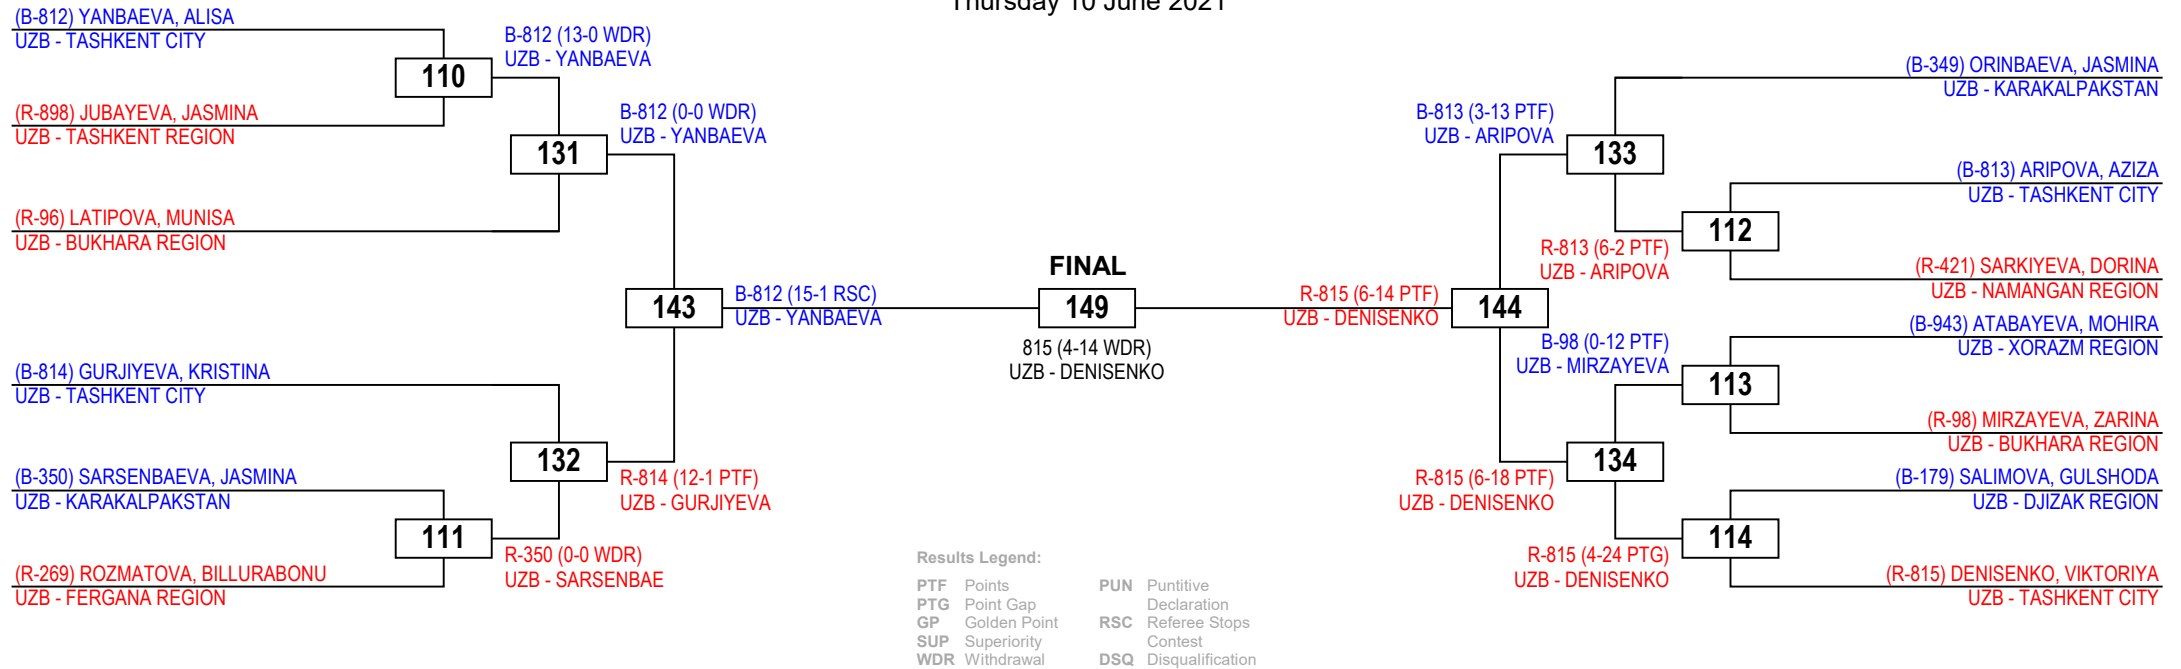 Thursday 10 June 2021
(B-812) YANBAEVA, ALISA
UZB - TASHKENT CITY
110
(R-898) JUBAYEVA, JASMINA
UZB - TASHKENT REGION
B-812 (13-0 WDR)
UZB - YANBAEVA
131
(R-96) LATIPOVA, MUNISA
UZB - BUKHARA REGION
B-812 (0-0 WDR)
UZB - YANBAEVA
143
B-812 (15-1 RSC)
UZB - YANBAEVA
(B-814) GURJIYEVA, KRISTINA
UZB - TASHKENT CITY
132
R-814 (12-1 PTF)
UZB - GURJIYEVA
(B-350) SARSENBAEVA, JASMINA
UZB - KARAKALPAKSTAN
111
(R-269) ROZMATOVA, BILLURABONU
UZB - FERGANA REGION
R-350 (0-0 WDR)
UZB - SARSENBAE
FINAL
149
815 (4-14 WDR)
UZB - DENISENKO
R-815 (6-14 PTF)
UZB - DENISENKO
144
B-813 (3-13 PTF)
UZB - ARIPOVA
133
(B-349) ORINBAEVA, JASMINA
UZB - KARAKALPAKSTAN
(B-813) ARIPOVA, AZIZA
UZB - TASHKENT CITY
112
R-813 (6-2 PTF)
UZB - ARIPOVA
(R-421) SARKIYEVA, DORINA
UZB - NAMANGAN REGION
(B-943) ATABAYEVA, MOHIRA
UZB - XORAZM REGION
B-98 (0-12 PTF)
UZB - MIRZAYEVA
113
(R-98) MIRZAYEVA, ZARINA
UZB - BUKHARA REGION
134
R-815 (6-18 PTF)
UZB - DENISENKO
(B-179) SALIMOVA, GULSHODA
UZB - DJIZAK REGION
114
R-815 (4-24 PTG)
UZB - DENISENKO
(R-815) DENISENKO, VIKTORIYA
UZB - TASHKENT CITY
Results Legend:
PTF Points
PTG Point Gap
GP Golden Point
SUP Superiority
WDR Withdrawal
PUN Puntitive
Declaration
RSC Referee Stops
Contest
DSQ Disqualification